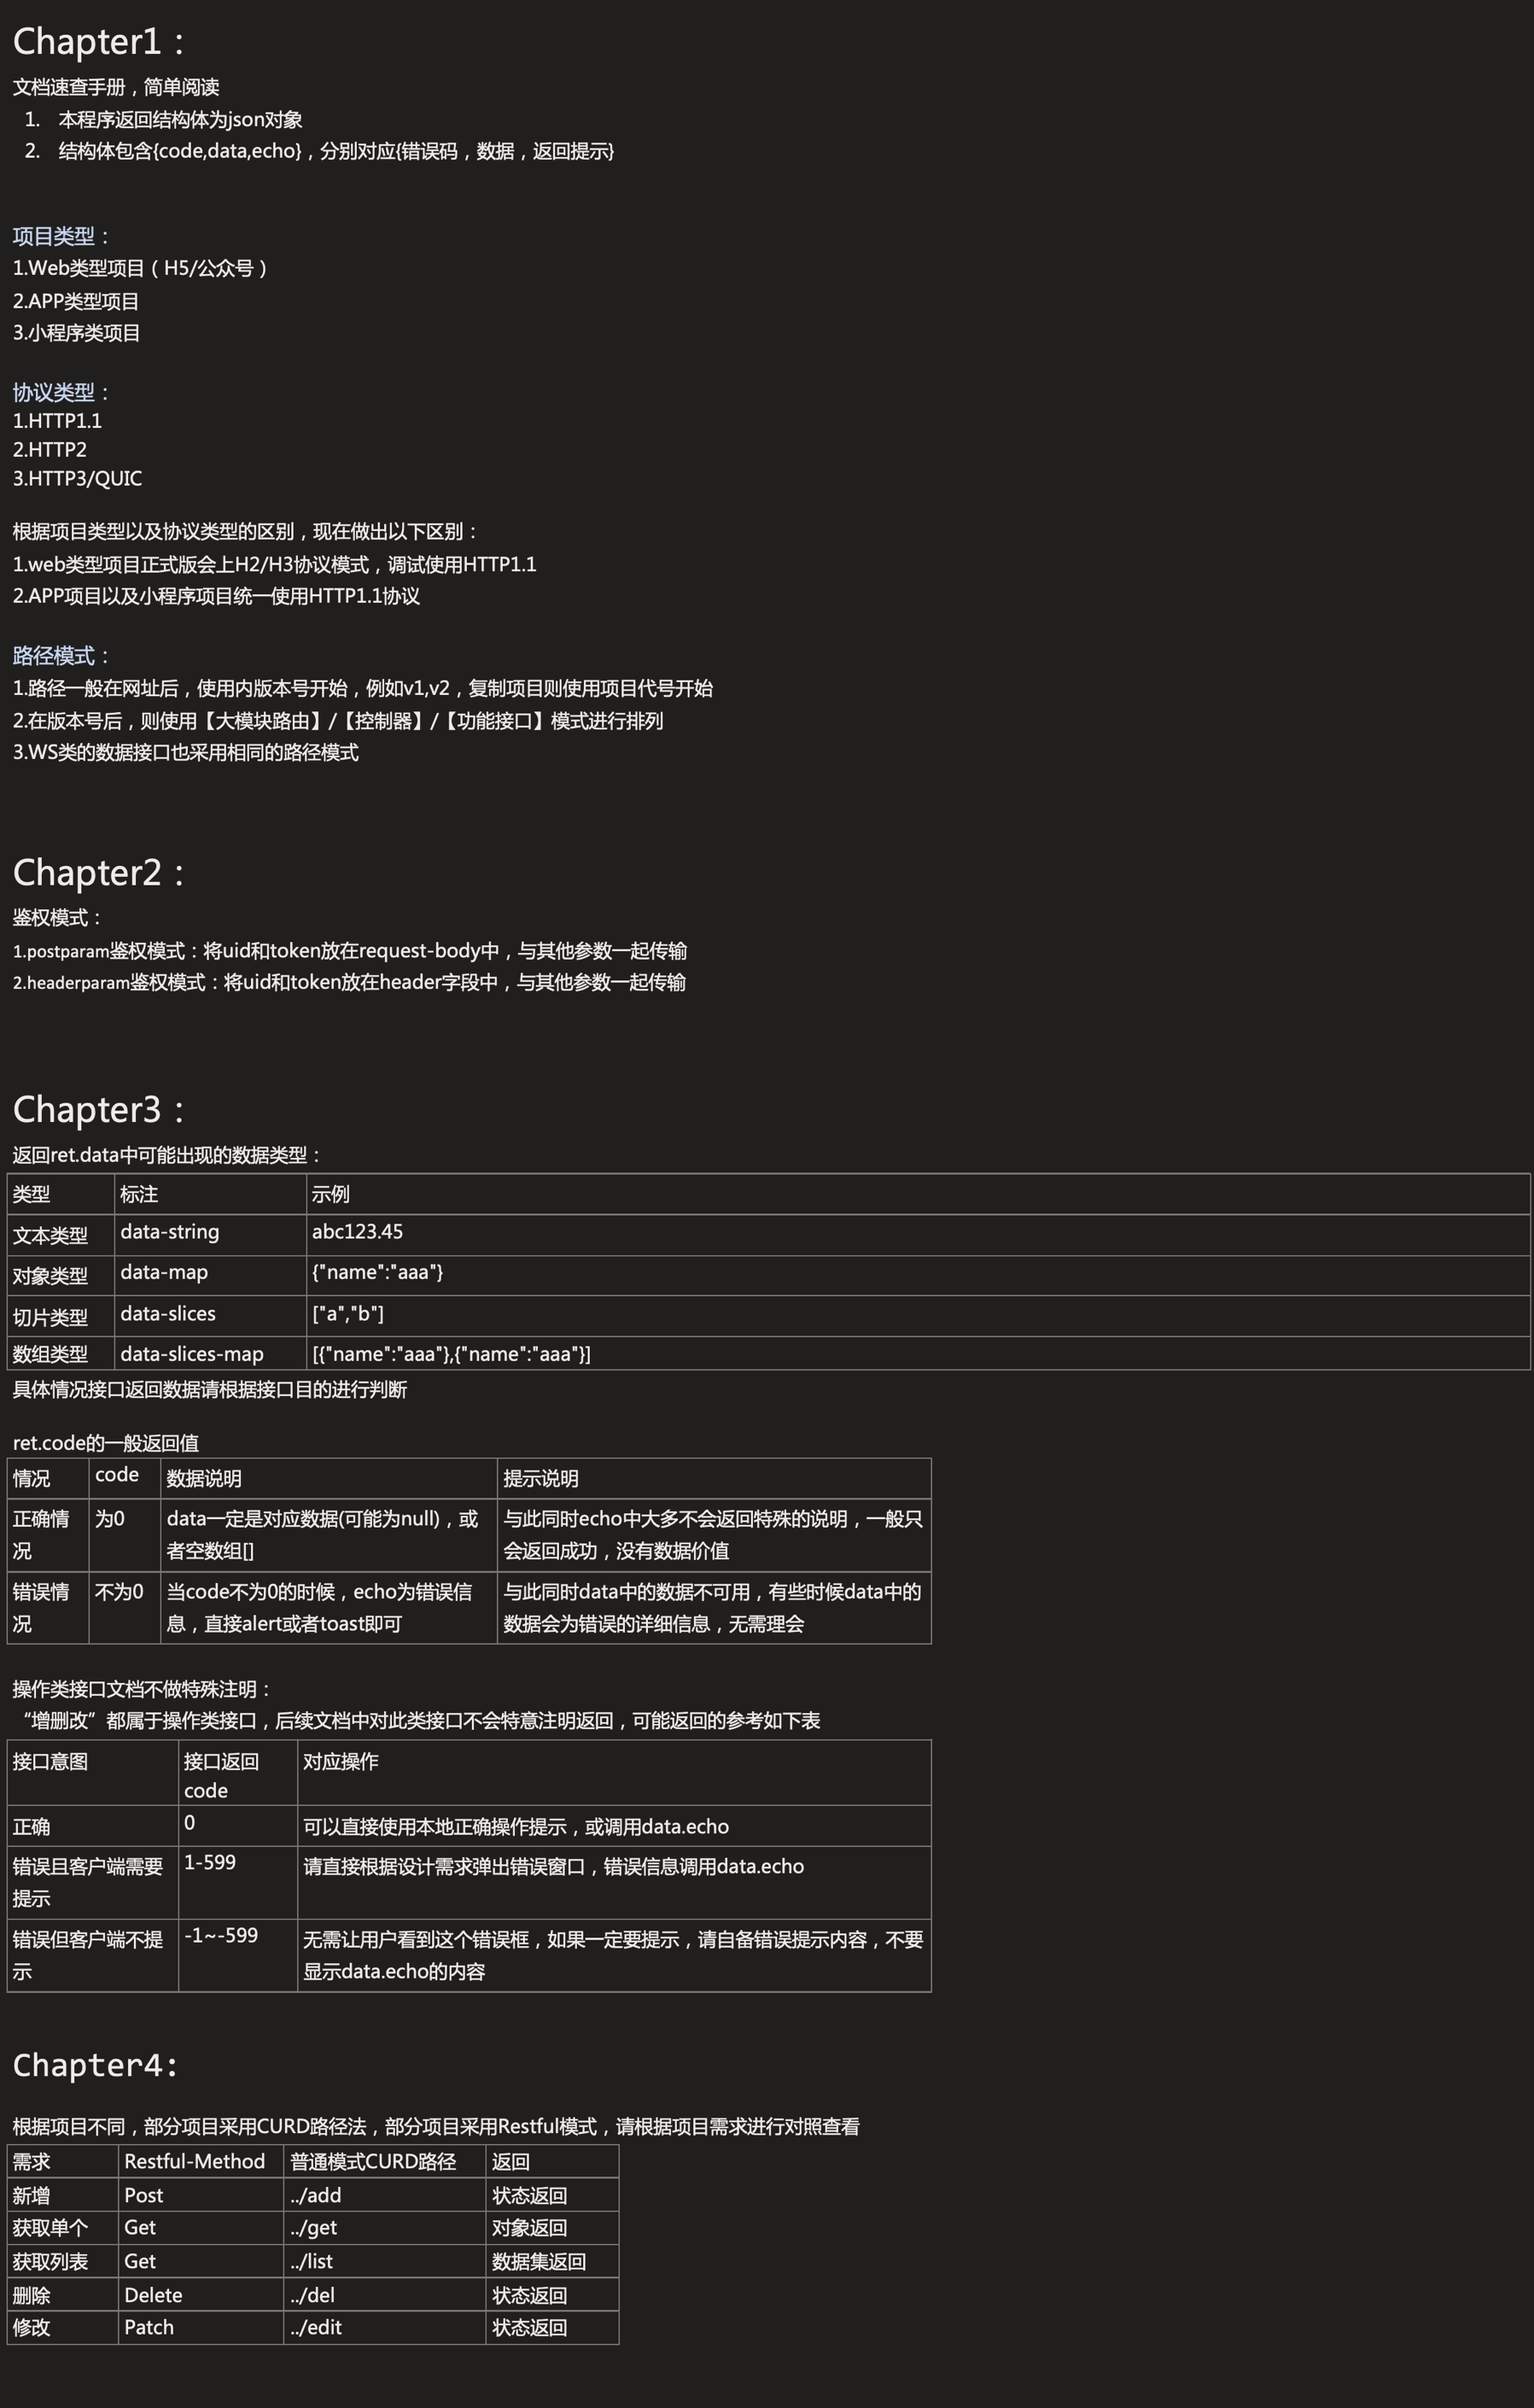 Chapter1：
文档速查手册，简单阅读
1. 本程序返回结构体为json对象
2. 结构体包含{code,data,echo}，分别对应{错误码，数据，返回提示}
项目类型：
1.Web类型项目（H5/公众号）
2.APP类型项目
3.小程序类项目
协议类型：
1.HTTP1.1
2.HTTP2
3.HTTP3/QUIC
根据项目类型以及协议类型的区别，现在做出以下区别：
1.web类型项目正式版会上H2/H3协议模式，调试使用HTTP1.1
2.APP项目以及小程序项目统一使用HTTP1.1协议
路径模式：
1.路径一般在网址后，使用内版本号开始，例如v1,v2，复制项目则使用项目代号开始
2.在版本号后，则使用【大模块路由】/【控制器】/【功能接口】模式进行排列
3.WS类的数据接口也采用相同的路径模式
Chapter2：
鉴权模式：
1.postparam鉴权模式：将uid和token放在request-body中，与其他参数一起传输
2.headerparam鉴权模式：将uid和token放在header字段中，与其他参数一起传输
Chapter3：
返回ret.data中可能出现的数据类型：
类型 标注 示例
文本类型 data-string abc123.45
对象类型 data-map {"name":"aaa"}
切片类型 data-slices ["a","b"]
数组类型 data-slices-map [{"name":"aaa"},{"name":"aaa"}]
具体情况接口返回数据请根据接口目的进行判断
ret.code的一般返回值
情况 code 数据说明 提示说明
正确情 为0 data一定是对应数据(可能为null)，或 与此同时echo中大多不会返回特殊的说明，一般只
况 者空数组[] 会返回成功，没有数据价值
错误情 不为0 当code不为0的时候，echo为错误信 与此同时data中的数据不可用，有些时候data中的
况 息，直接alert或者toast即可 数据会为错误的详细信息，无需理会
操作类接口文档不做特殊注明：
“增删改”都属于操作类接口，后续文档中对此类接口不会特意注明返回，可能返回的参考如下表
接口意图 接口返回 对应操作
code
正确 0 可以直接使用本地正确操作提示，或调用data.echo
错误且客户端需要 1-599 请直接根据设计需求弹出错误窗口，错误信息调用data.echo
提示
错误但客户端不提 -1~-599 无需让用户看到这个错误框，如果一定要提示，请自备错误提示内容，不要
示 显示data.echo的内容
Chapter4:
根据项目不同，部分项目采用CURD路径法，部分项目采用Restful模式，请根据项目需求进行对照查看
需求 Restful-Method 普通模式CURD路径 返回
新增 Post ../add 状态返回
获取单个 Get ../get 对象返回
获取列表 Get ../list 数据集返回
删除 Delete ../del 状态返回
修改 Patch ../edit 状态返回